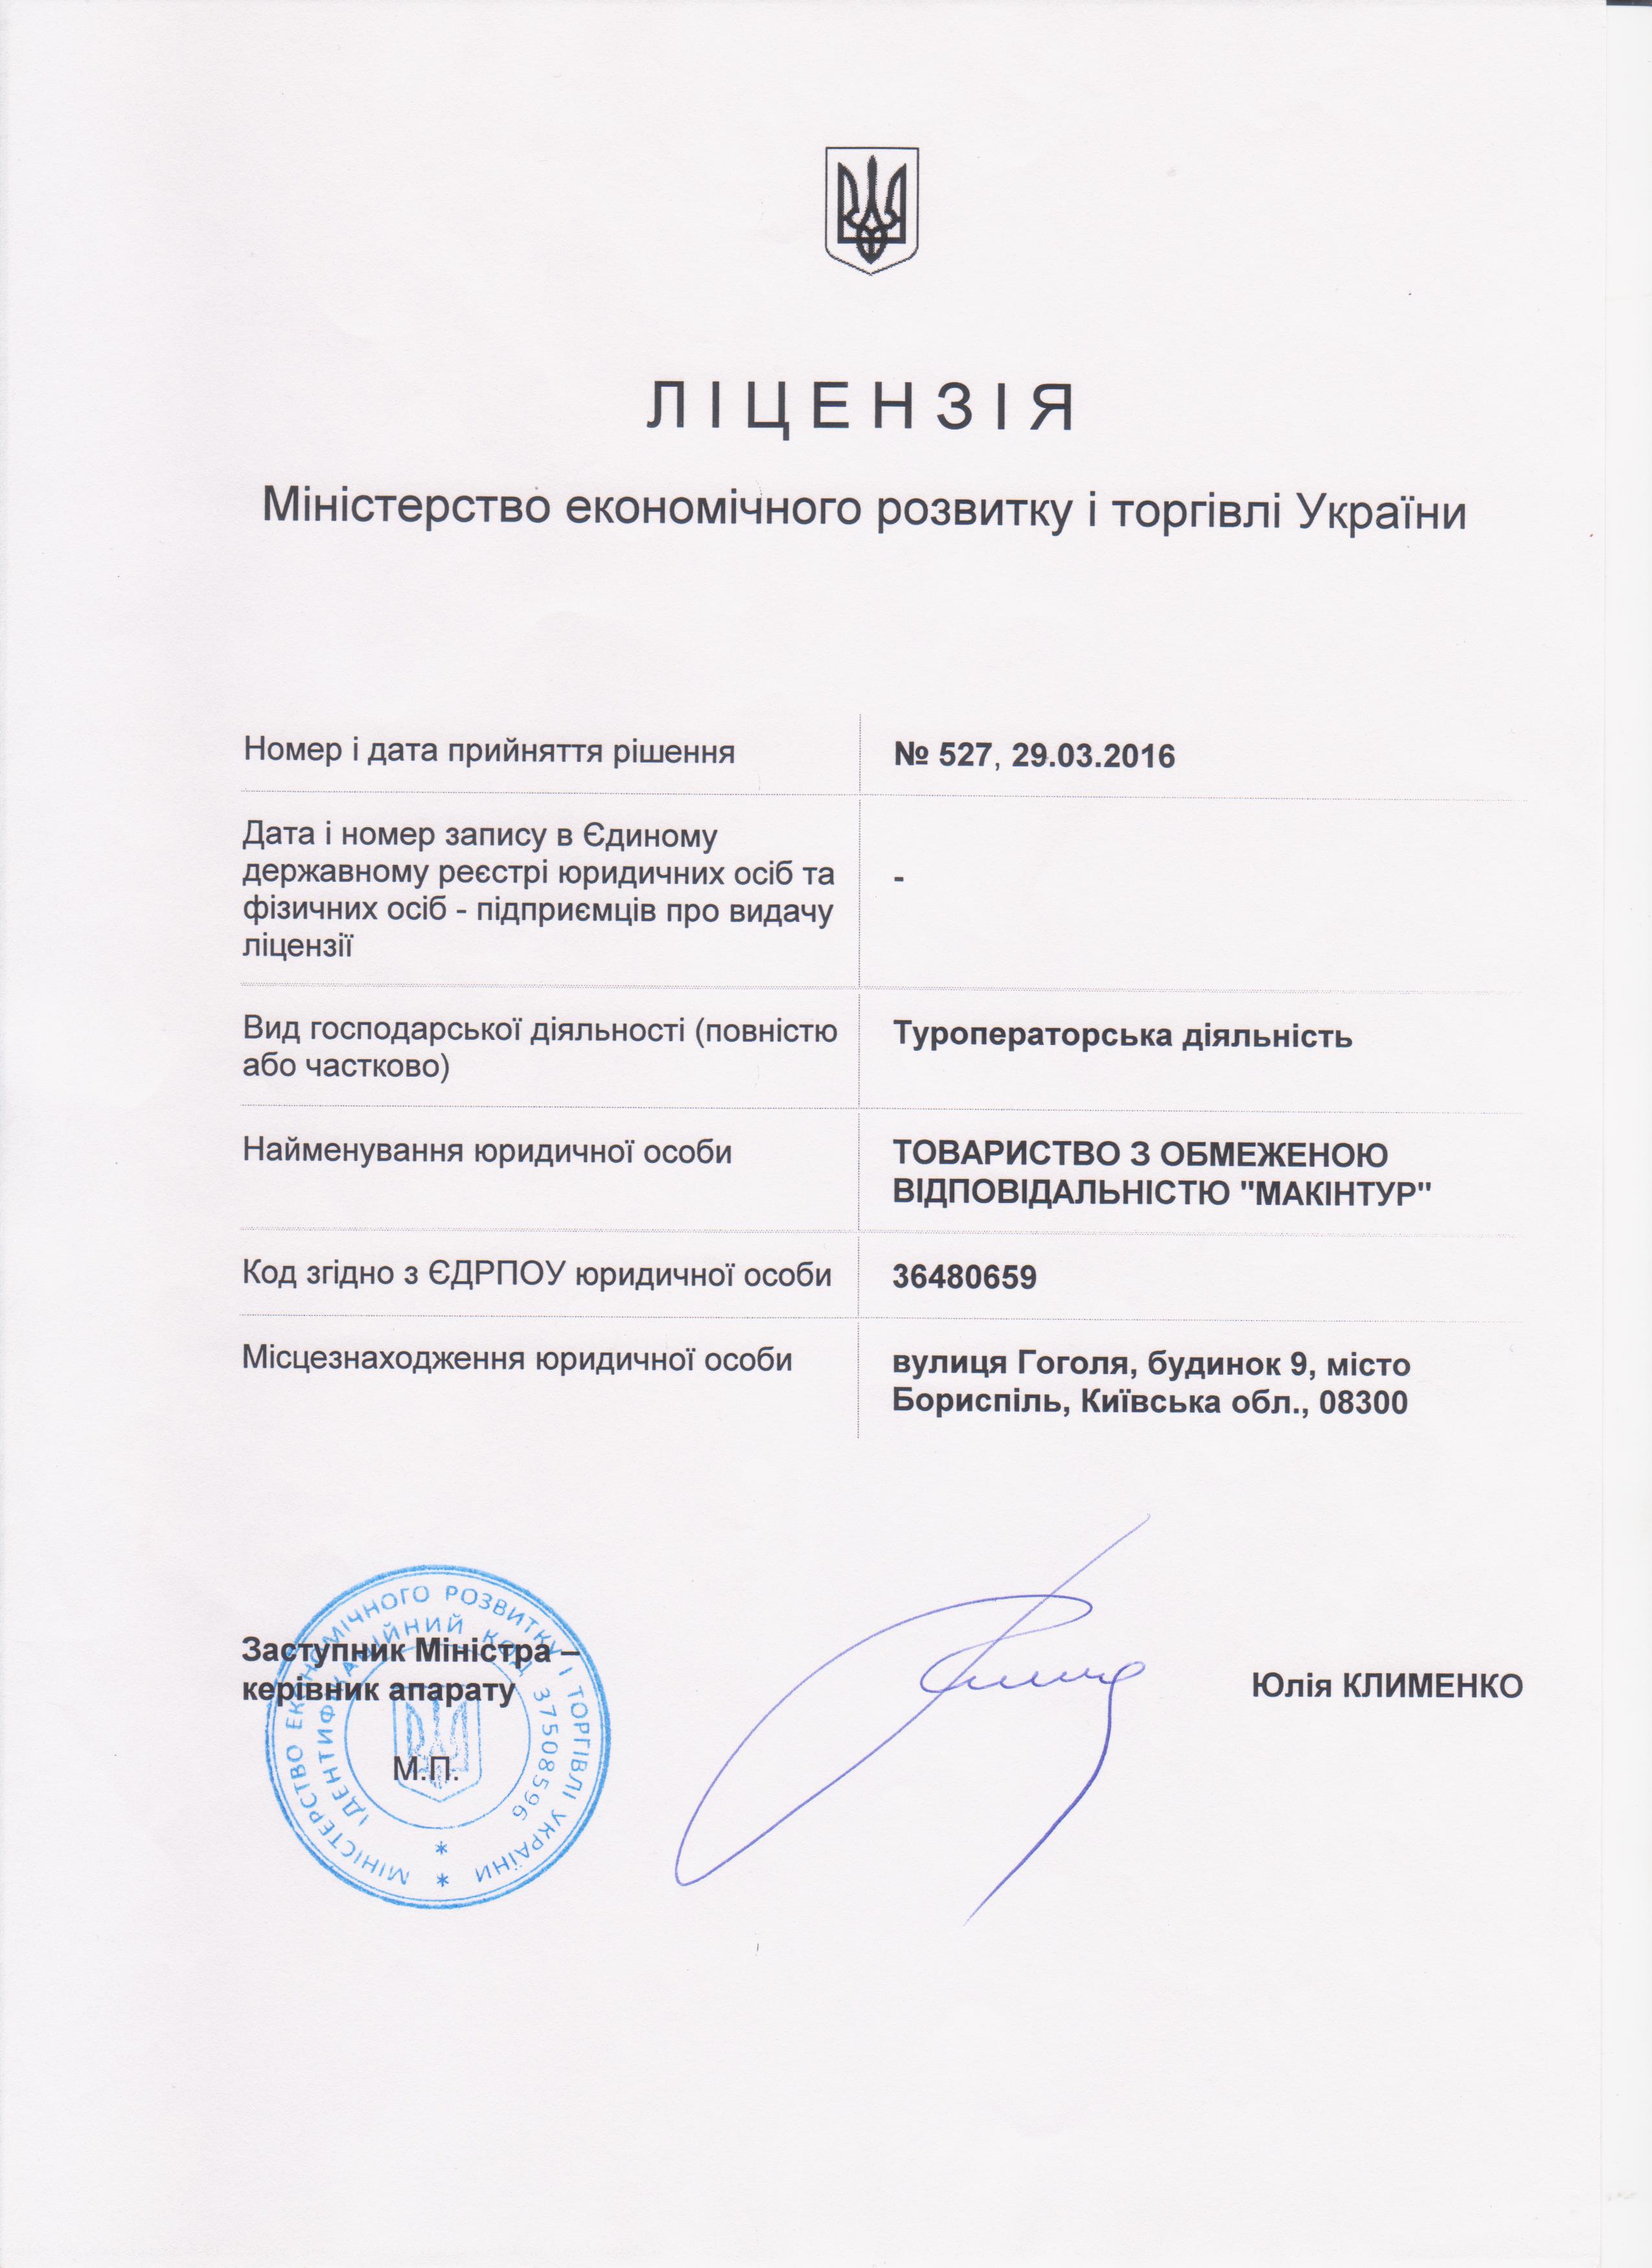 ЛІЦЕНЗІЯ
Міністерство економічного розвитку і торгівлі України
Номер і дата прийняття рішення
№ 527, 29.03.2016
Дата і номер запису в Єдиному
державному реєстрі юридичних осіб та
фізичних осіб - підприємців про видачу
ліцензії
-
Вид господарської діяльності (повністю
або частково)
Туроператорська діяльність
Найменування юридичної особи
ТОВАРИСТВО З ОБМЕЖЕНОЮ
ВІДПОВІДАЛЬНІСТЮ "МАКІНТУР"
Код згідно з ЄДРПОУ юридичної особи
36480659
Місцезнаходження юридичної особи
вулиця Гоголя, будинок 9, місто
Бориспіль, Київська обл., 08300
Заступник Міністра –
керівник апарату
М.П.
Юлія КЛИМЕНКО
МІНІСТЕРСТВО ЕКОНОМІЧНОГО РОЗВИТКУ І ТОРГІВЛІ УКРАЇНИ *
ІДЕНТИФІКАЦІЙНИЙ КОД 37508596 *